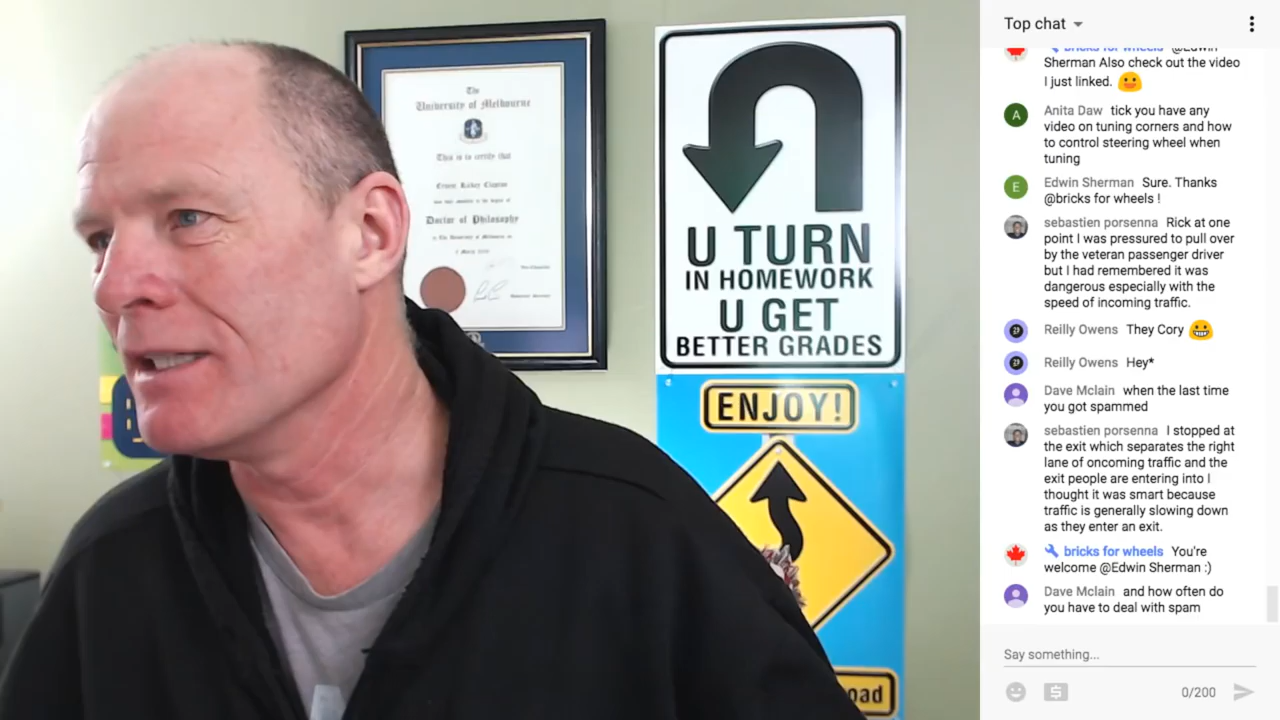 The
University of Melbourne
This is to certify that
Doctor of Philosophy
U TURN
IN HOMEWORK
U GET
BETTER GRADES
ENJOY!
oad
Top chat
bricks for wheels @Edwin
Sherman Also check out the video
I just linked.
A
Anita Daw tick you have any
video on tuning corners and how
to control steering wheel when
tuning
E
Edwin Sherman Sure. Thanks
@bricks for wheels !
sebastien porsenna Rick at one
point I was pressured to pull over
by the veteran passenger driver
but I had remembered it was
dangerous especially with the
speed of incoming traffic.
Reilly Owens They Cory
Reilly Owens Hey*
Dave Mclain when the last time
you got spammed
sebastien porsenna I stopped at
the exit which separates the right
lane of oncoming traffic and the
exit people are entering into I
thought it was smart because
traffic is generally slowing down
as they enter an exit.
bricks for wheels You're
welcome @Edwin Sherman :)
Dave Mclain and how often do
you have to deal with spam
Say something...
0/200